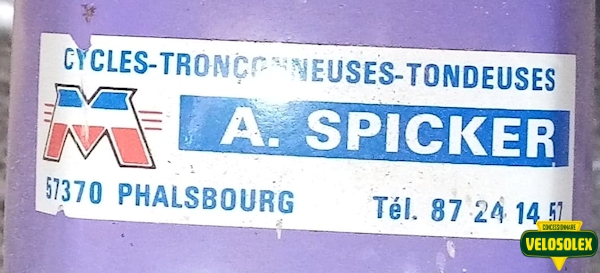 CYCLES-TRONÇONNEUSES-TONDEUSES
M
A. SPICKER
57370 PHALSBOURG Tél. 87 24 14 57
CONCESSIONNAIRE
VELOSOLEX